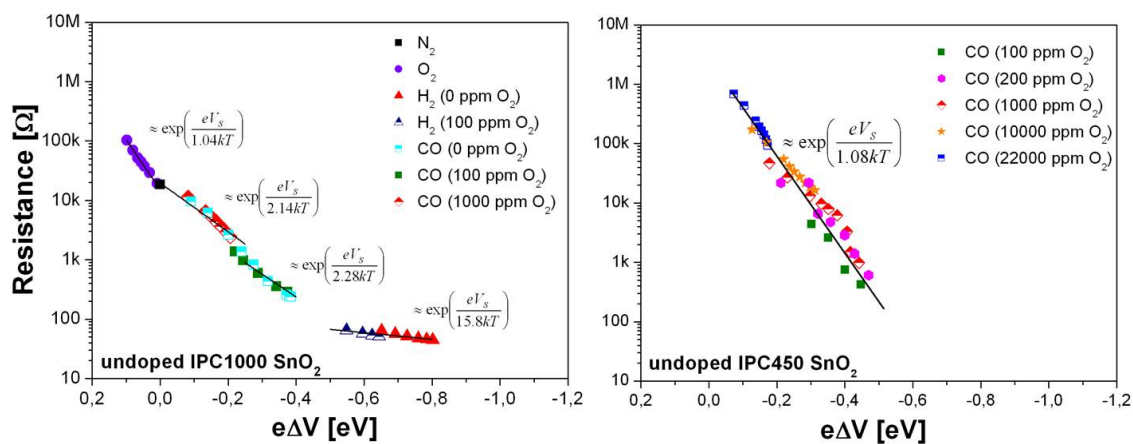 10M
1M
100k
10k
1k
100
10
Resistance [Ω]
0,2 0,0 -0,2 -0,4 -0,6 -0,8 -1,0 -1,2
eΔV [eV]
N₂
O₂
H₂ (0 ppm O₂)
H₂ (100 ppm O₂)
CO (0 ppm O₂)
CO (100 ppm O₂)
CO (1000 ppm O₂)
≈ exp(eV_S / 1.04kT)
≈ exp(eV_S / 2.14kT)
≈ exp(eV_S / 2.28kT)
≈ exp(eV_S / 15.8kT)
undoped IPC1000 SnO₂
10M
1M
100k
10k
1k
100
10
0,2 0,0 -0,2 -0,4 -0,6 -0,8 -1,0 -1,2
eΔV [eV]
CO (100 ppm O₂)
CO (200 ppm O₂)
CO (1000 ppm O₂)
CO (10000 ppm O₂)
CO (22000 ppm O₂)
≈ exp(eV_S / 1.08kT)
undoped IPC450 SnO₂